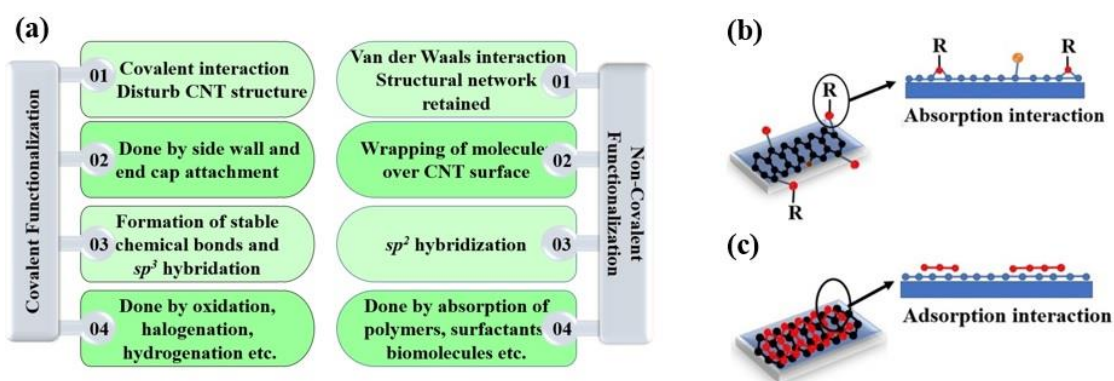 (a)
Covalent Functionalization
01
Covalent interaction
Disturb CNT structure
02
Done by side wall and
end cap attachment
03
Formation of stable
chemical bonds and
sp³ hybridation
04
Done by oxidation,
halogenation,
hydrogenation etc.
Van der Waals interaction
Structural network
retained
01
Wrapping of molecule
over CNT surface
02
sp² hybridization
03
Done by absorption of
polymers, surfactants
biomolecules etc.
04
Non-Covalent
Functionalization
(b)
R
R
R
R
Absorption interaction
(c)
Adsorption interaction